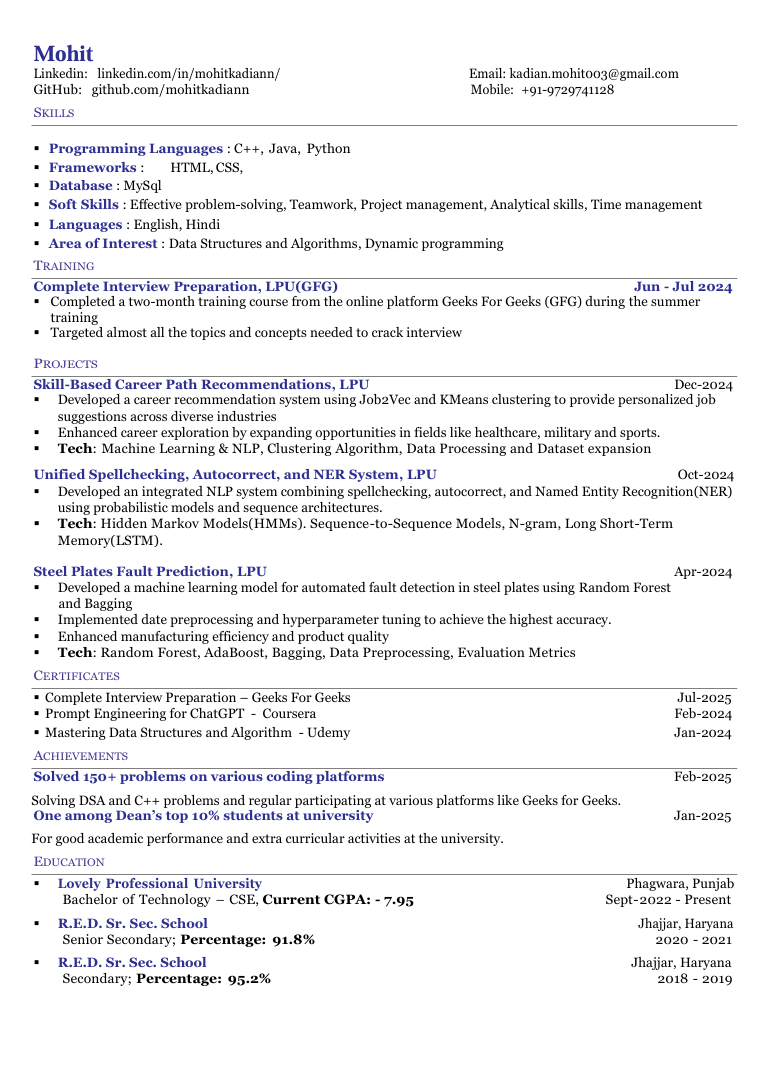 Mohit
Linkedin: linkedin.com/in/mohitkadiann/ Email: kadian.mohit003@gmail.com
GitHub: github.com/mohitkadiann Mobile: +91-9729741128
SKILLS
▪ Programming Languages : C++, Java, Python
▪ Frameworks : HTML, CSS,
▪ Database : MySql
▪ Soft Skills : Effective problem-solving, Teamwork, Project management, Analytical skills, Time management
▪ Languages : English, Hindi
▪ Area of Interest : Data Structures and Algorithms, Dynamic programming
TRAINING
Complete Interview Preparation, LPU(GFG) Jun - Jul 2024
▪ Completed a two-month training course from the online platform Geeks For Geeks (GFG) during the summer
training
▪ Targeted almost all the topics and concepts needed to crack interview
PROJECTS
Skill-Based Career Path Recommendations, LPU Dec-2024
▪ Developed a career recommendation system using Job2Vec and KMeans clustering to provide personalized job
suggestions across diverse industries
▪ Enhanced career exploration by expanding opportunities in fields like healthcare, military and sports.
▪ Tech: Machine Learning & NLP, Clustering Algorithm, Data Processing and Dataset expansion
Unified Spellchecking, Autocorrect, and NER System, LPU Oct-2024
▪ Developed an integrated NLP system combining spellchecking, autocorrect, and Named Entity Recognition(NER)
using probabilistic models and sequence architectures.
▪ Tech: Hidden Markov Models(HMMs). Sequence-to-Sequence Models, N-gram, Long Short-Term
Memory(LSTM).
Steel Plates Fault Prediction, LPU Apr-2024
▪ Developed a machine learning model for automated fault detection in steel plates using Random Forest
and Bagging
▪ Implemented date preprocessing and hyperparameter tuning to achieve the highest accuracy.
▪ Enhanced manufacturing efficiency and product quality
▪ Tech: Random Forest, AdaBoost, Bagging, Data Preprocessing, Evaluation Metrics
CERTIFICATES
▪ Complete Interview Preparation – Geeks For Geeks Jul-2025
▪ Prompt Engineering for ChatGPT - Coursera Feb-2024
▪ Mastering Data Structures and Algorithm - Udemy Jan-2024
ACHIEVEMENTS
Solved 150+ problems on various coding platforms Feb-2025
Solving DSA and C++ problems and regular participating at various platforms like Geeks for Geeks.
One among Dean's top 10% students at university Jan-2025
For good academic performance and extra curricular activities at the university.
EDUCATION
▪ Lovely Professional University Phagwara, Punjab
Bachelor of Technology – CSE, Current CGPA: - 7.95 Sept-2022 - Present
▪ R.E.D. Sr. Sec. School Jhajjar, Haryana
Senior Secondary; Percentage: 91.8% 2020 - 2021
▪ R.E.D. Sr. Sec. School Jhajjar, Haryana
Secondary; Percentage: 95.2% 2018 - 2019